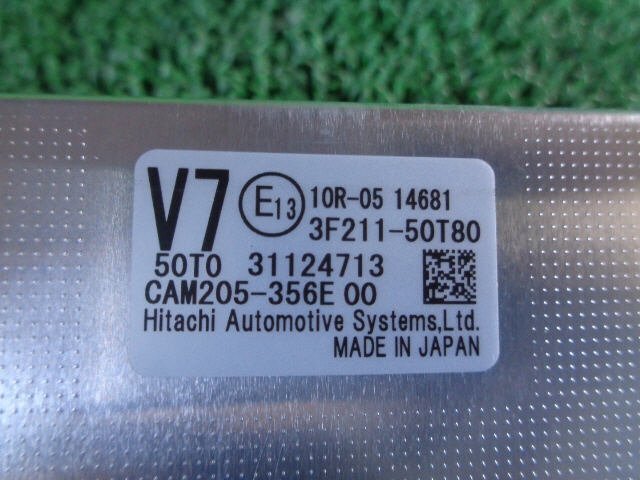 V7 E13 10R-05 14681
3F211-50T80
50T0 31124713
CAM205-356E 00
Hitachi Automotive Systems,Ltd.
MADE IN JAPAN